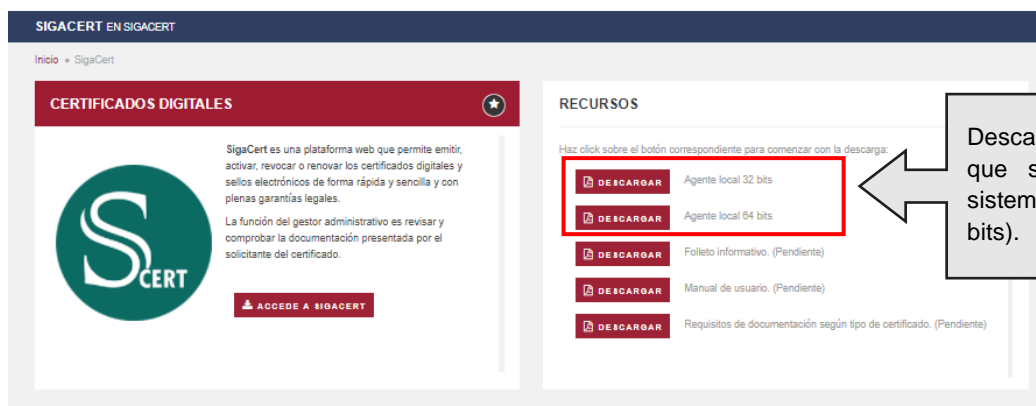 SIGACERT EN SIGACERT
Inicio » SigaCert
CERTIFICADOS DIGITALES
SigaCert es una plataforma web que permite emitir,
activar, revocar o renovar los certificados digitales y
sellos electrónicos de forma rápida y sencilla y con
plenas garantías legales.
La función del gestor administrativo es revisar y
comprobar la documentación presentada por el
solicitante del certificado.
SCERT
ACCEDE A SIGACERT
RECURSOS
Haz click sobre el botón correspondiente para comenzar con la descarga:
DESCARGAR Agente local 32 bits
DESCARGAR Agente local 64 bits
DESCARGAR Folleto informativo. (Pendiente)
DESCARGAR Manual de usuario. (Pendiente)
DESCARGAR Requisitos de documentación según tipo de certificado. (Pendiente)
que
bits).